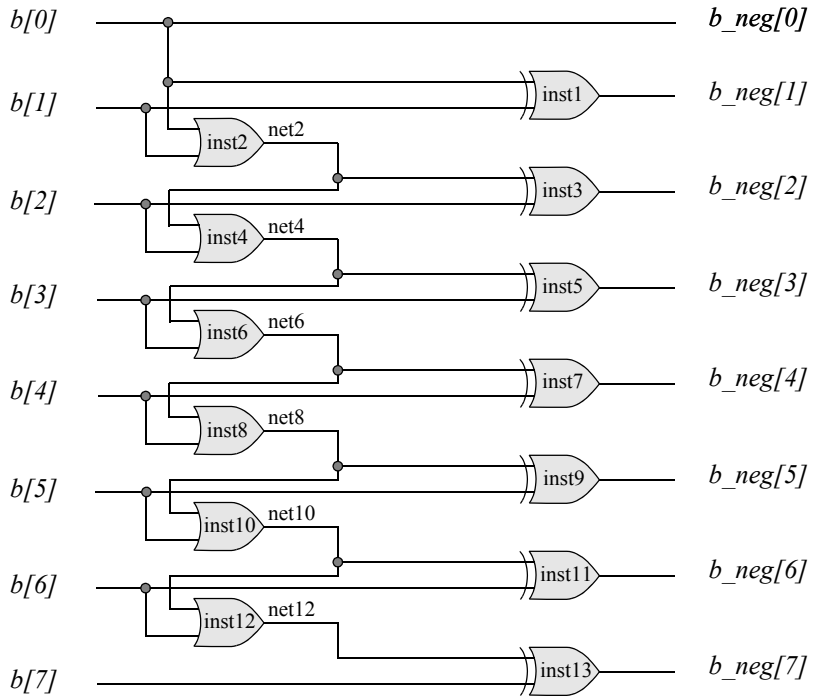 b[0] b_neg[0]
inst1 b_neg[1]
b[1]
inst2 net2
inst3 b_neg[2]
b[2]
inst4 net4
inst5 b_neg[3]
b[3]
inst6 net6
inst7 b_neg[4]
b[4]
inst8 net8
inst9 b_neg[5]
b[5]
inst10 net10
inst11 b_neg[6]
b[6]
inst12 net12
inst13 b_neg[7]
b[7]